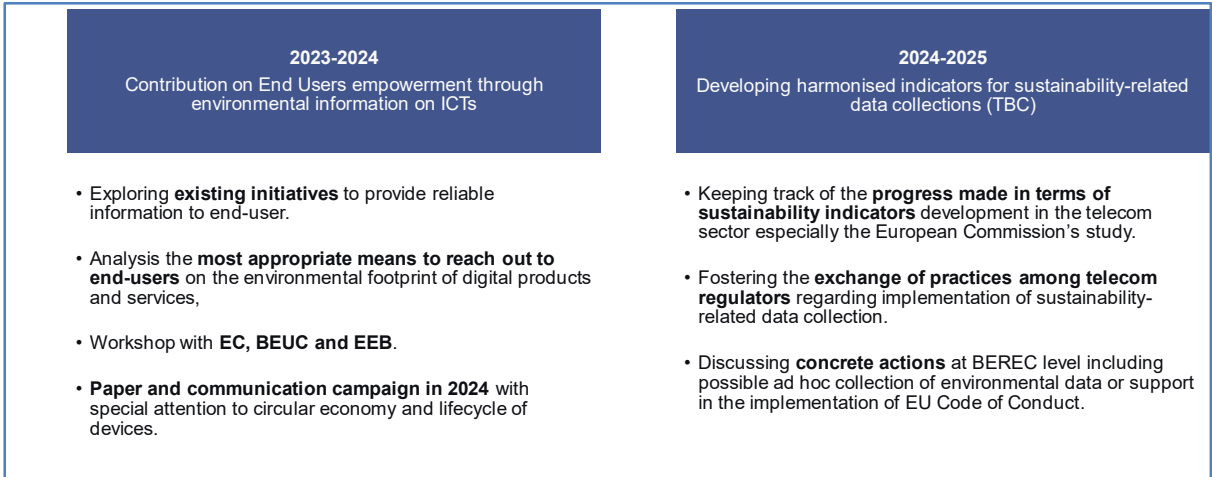 2023-2024
Contribution on End Users empowerment through
environmental information on ICTs
• Exploring existing initiatives to provide reliable
information to end-user.
• Analysis the most appropriate means to reach out to
end-users on the environmental footprint of digital products
and services,
• Workshop with EC, BEUC and EEB.
• Paper and communication campaign in 2024 with
special attention to circular economy and lifecycle of
devices.
2024-2025
Developing harmonised indicators for sustainability-related
data collections (TBC)
• Keeping track of the progress made in terms of
sustainability indicators development in the telecom
sector especially the European Commission's study.
• Fostering the exchange of practices among telecom
regulators regarding implementation of sustainability-
related data collection.
• Discussing concrete actions at BEREC level including
possible ad hoc collection of environmental data or support
in the implementation of EU Code of Conduct.